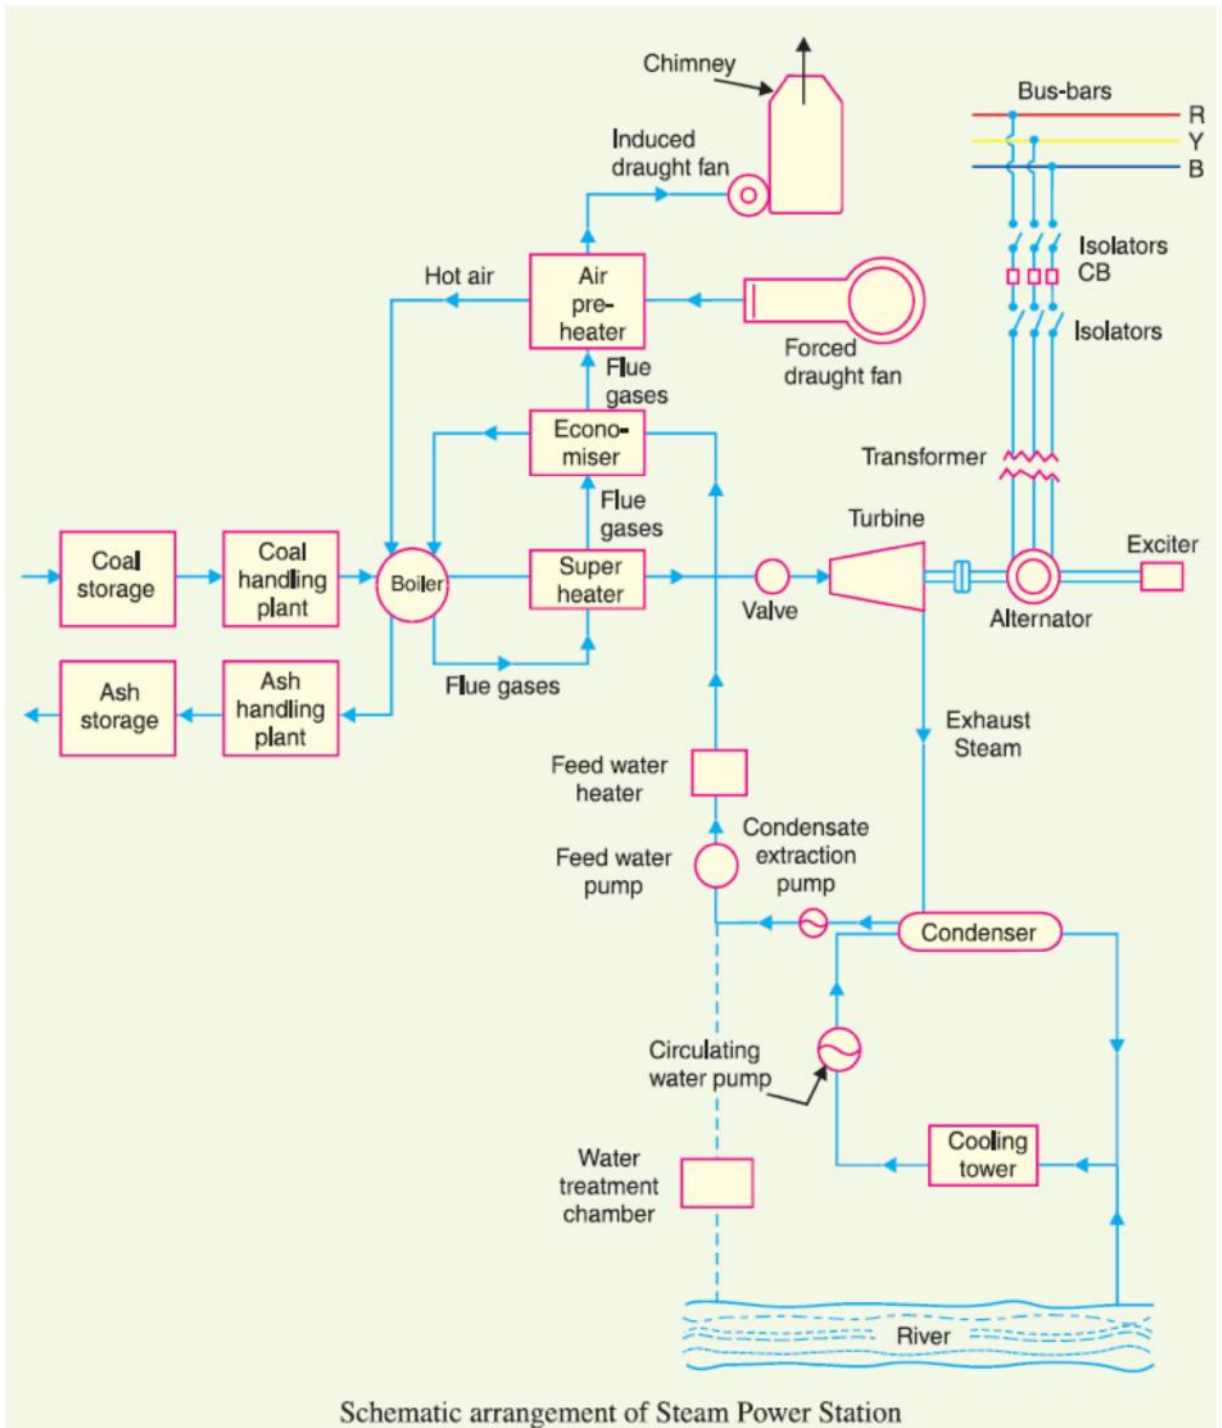 Chimney
Bus-bars
R
Y
B
Induced
draught fan
Isolators
CB
Isolators
Hot air
Air
pre-
heater
Forced
draught fan
Flue
gases
Econo-
miser
Transformer
Flue
gases
Turbine
Exciter
Coal
storage
Coal
handling
plant
Boiler
Super
heater
Valve
Alternator
Flue gases
Ash
storage
Ash
handling
plant
Exhaust
Steam
Feed water
heater
Feed water
pump
Condensate
extraction
pump
Condenser
Circulating
water pump
Cooling
tower
Water
treatment
chamber
River
Schematic arrangement of Steam Power Station